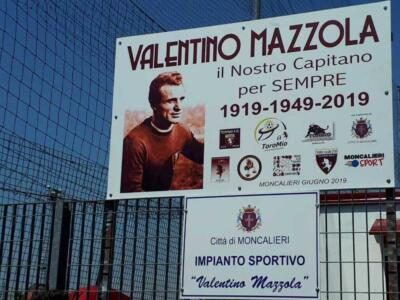 VALENTINO MAZZOLA
il Nostro Capitano
per SEMPRE
1919-1949-2019
ToroMio
MONCALIERI
SPORT
MONCALIERI GIUGNO 2019
Città di MONCALIERI
IMPIANTO SPORTIVO
"Valentino Mazzola"